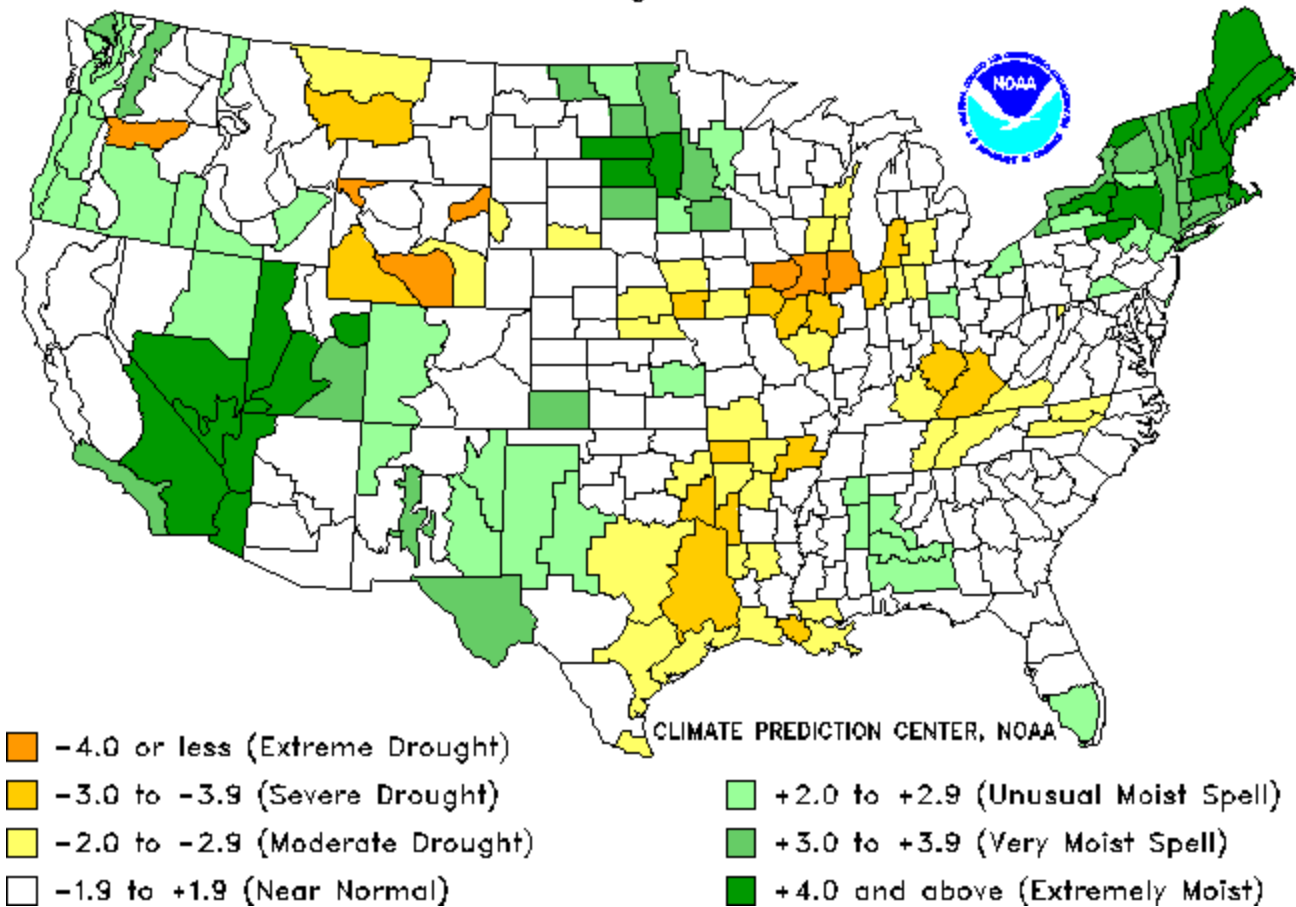 NOAA
CLIMATE PREDICTION CENTER, NOAA
-4.0 or less (Extreme Drought)
-3.0 to -3.9 (Severe Drought)
-2.0 to -2.9 (Moderate Drought)
-1.9 to +1.9 (Near Normal)
+2.0 to +2.9 (Unusual Moist Spell)
+3.0 to +3.9 (Very Moist Spell)
+4.0 and above (Extremely Moist)